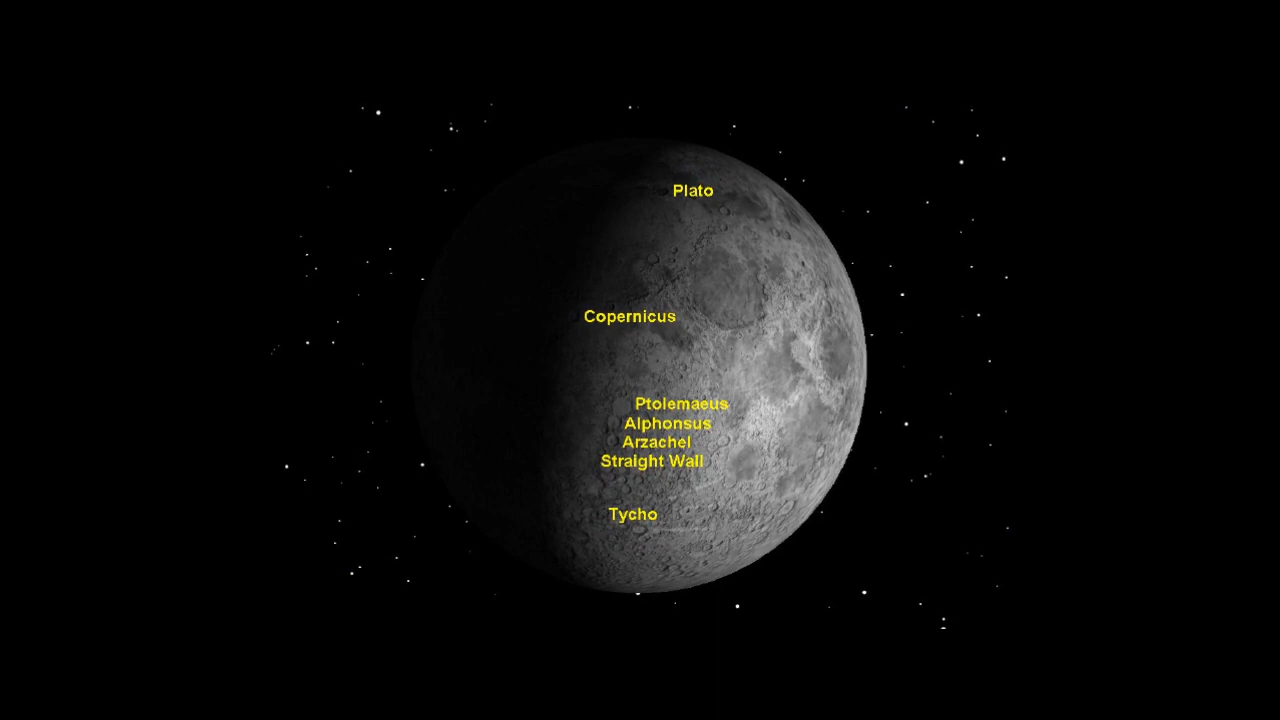 Plato
Copernicus
Ptolemaeus
Alphonsus
Arzachel
Straight Wall
Tycho